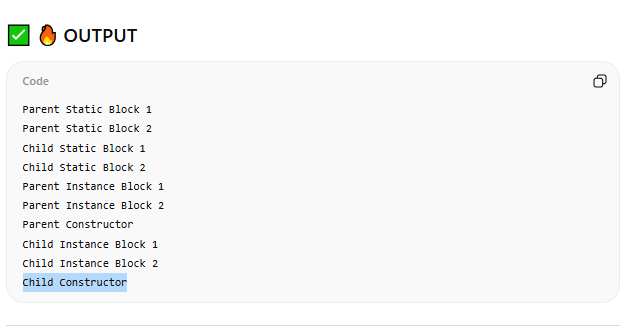 ✅ 🔥 OUTPUT
Code
Parent Static Block 1
Parent Static Block 2
Child Static Block 1
Child Static Block 2
Parent Instance Block 1
Parent Instance Block 2
Parent Constructor
Child Instance Block 1
Child Instance Block 2
Child Constructor